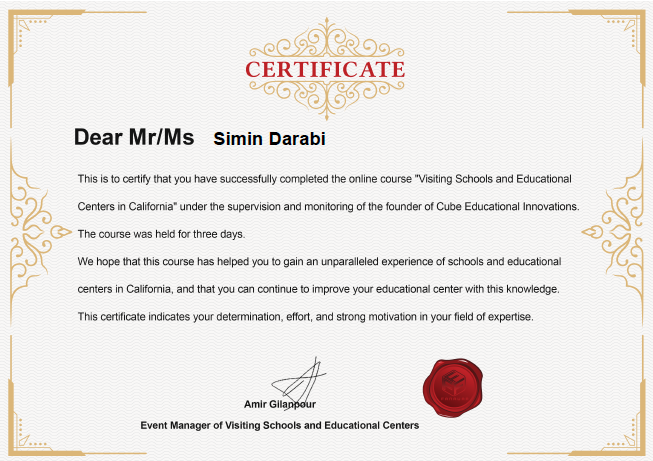 CERTIFICATE
Dear Mr/Ms Simin Darabi
This is to certify that you have successfully completed the online course "Visiting Schools and Educational
Centers in California" under the supervision and monitoring of the founder of Cube Educational Innovations.
The course was held for three days.
We hope that this course has helped you to gain an unparalleled experience of schools and educational
centers in California, and that you can continue to improve your educational center with this knowledge.
This certificate indicates your determination, effort, and strong motivation in your field of expertise.
Amir Gilanpour
Event Manager of Visiting Schools and Educational Centers